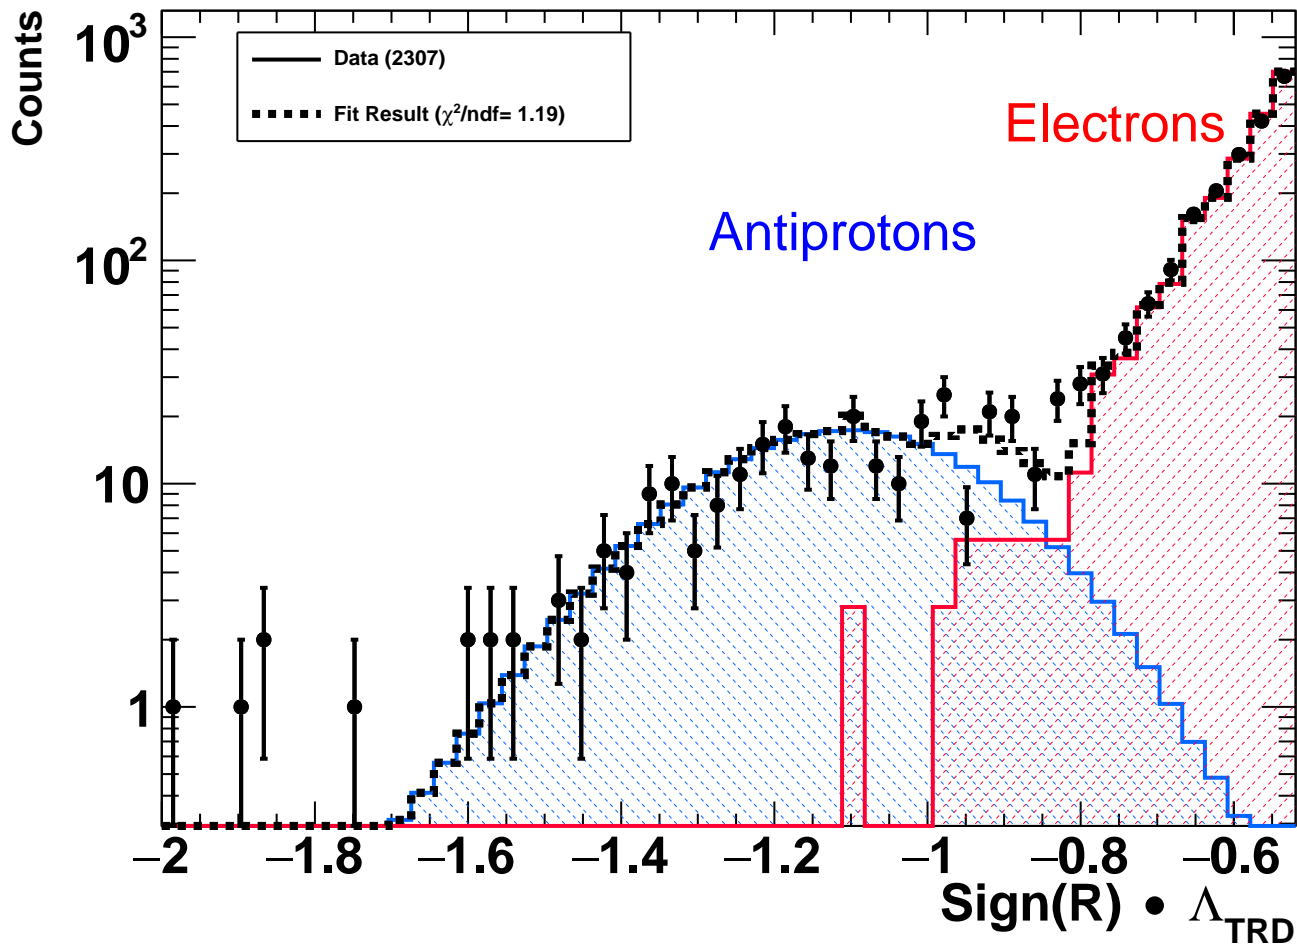 Counts
10³
10²
10
1
Data (2307)
Fit Result (χ²/ndf= 1.19)
Electrons
Antiprotons
−2 −1.8 −1.6 −1.4 −1.2 −1 −0.8 −0.6
Sign(R) • Λ_TRD